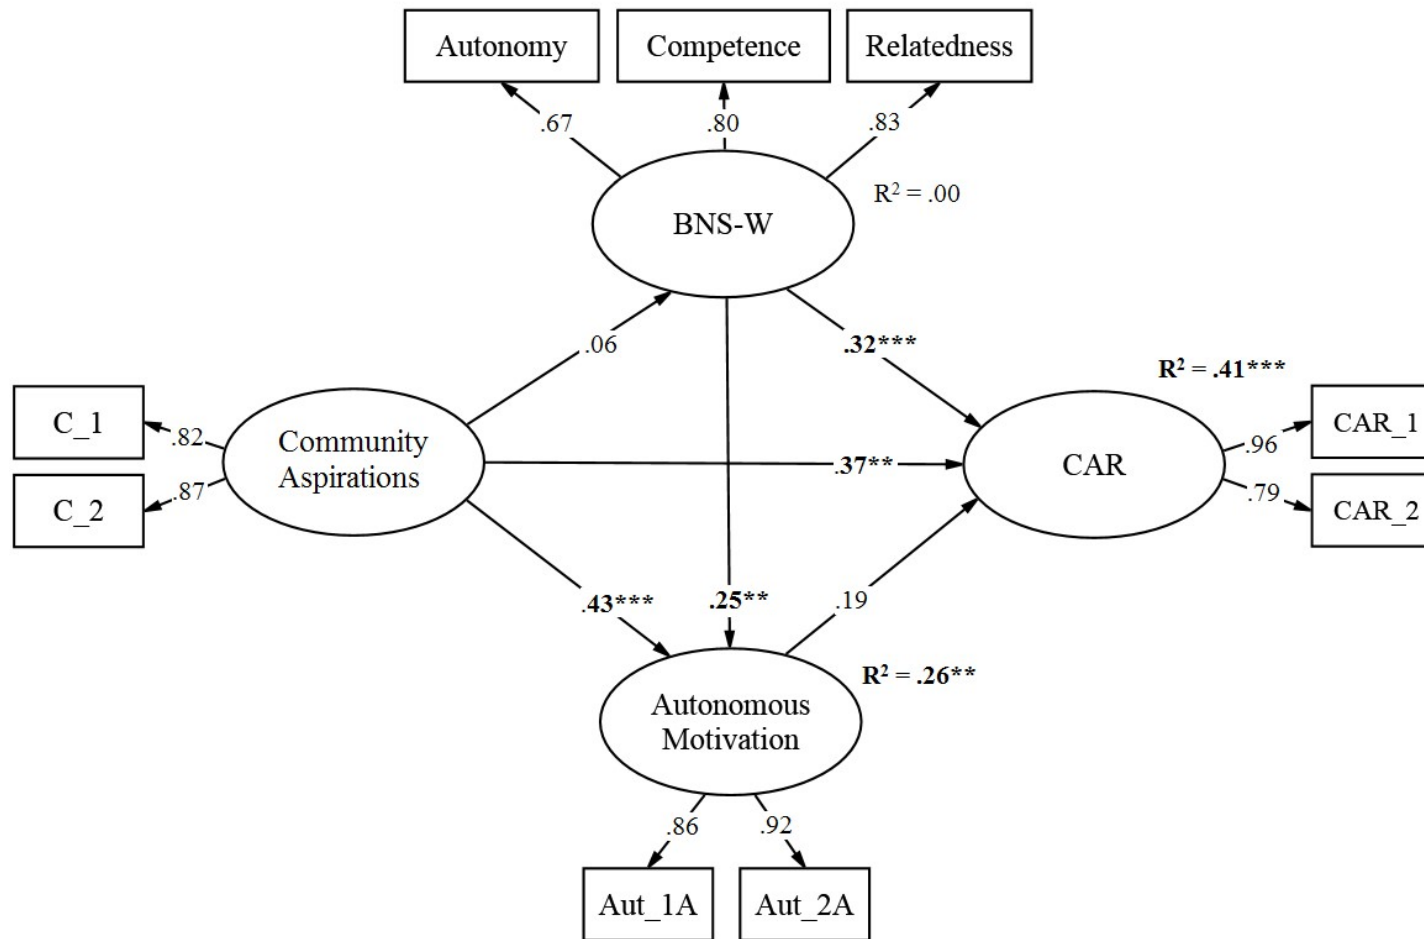 Autonomy
Competence
Relatedness
.67
.80
.83
R² = .00
BNS-W
.06
.32***
R² = .41***
C_1
C_2
.82
.87
Community
Aspirations
.37**
CAR
.96
.79
CAR_1
CAR_2
.43***
.25**
.19
R² = .26**
Autonomous
Motivation
.86
.92
Aut_1A
Aut_2A